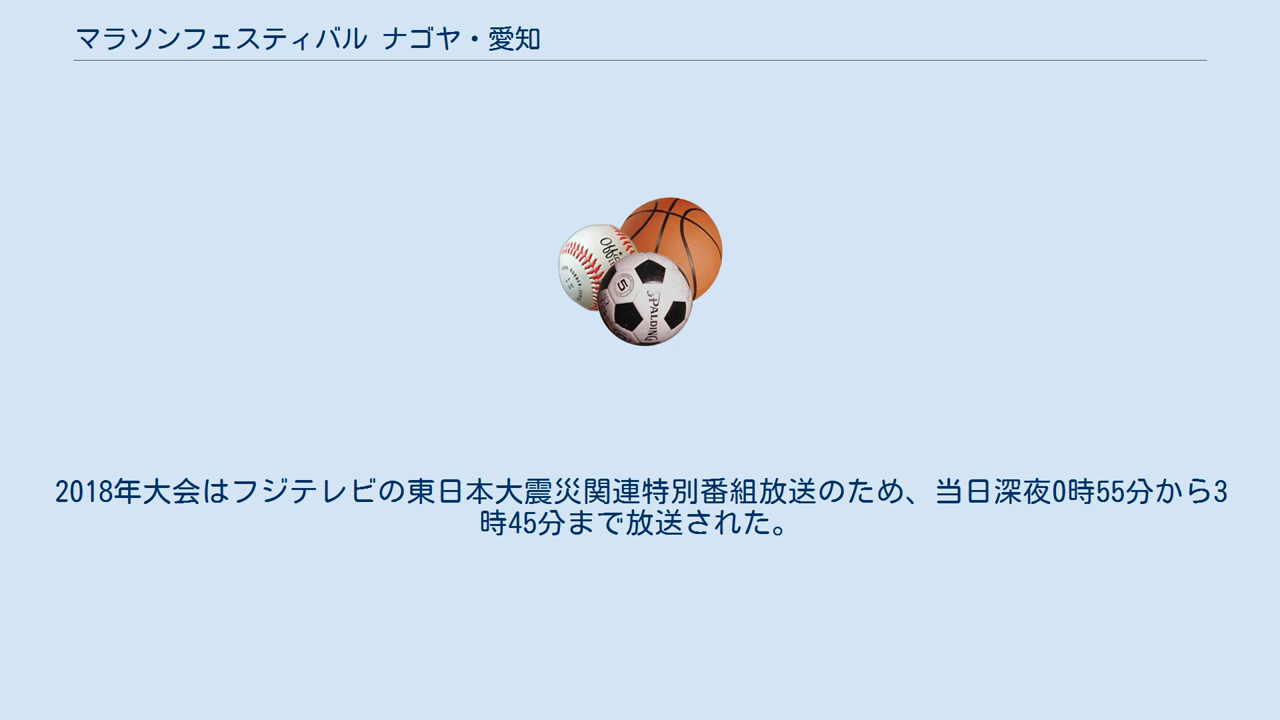 マラソンフェスティバル ナゴヤ・愛知
Offic
5
SPALDING
2018年大会はフジテレビの東日本大震災関連特別番組放送のため、当日深夜0時55分から3
時45分まで放送された。